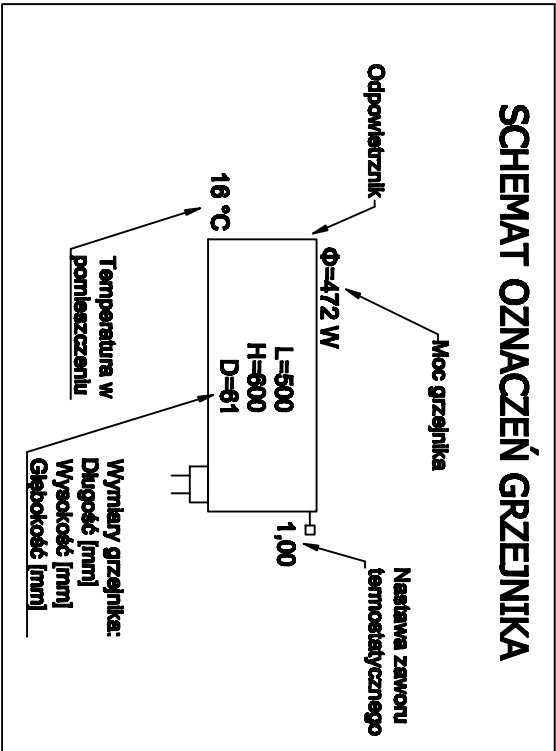 SCHEMAT OZNACZEŃ GRZEJNIKA
Odpowietrznik
Moc grzejnika
Nastawa zaworu
termostatycznego
Φ=472 W
1,00
L=500
H=600
D=61
16 °C
Temperatura w
pomieszczeniu
Wymiary grzejnika:
Długość [mm]
Wysokość [mm]
Głębokość [mm]